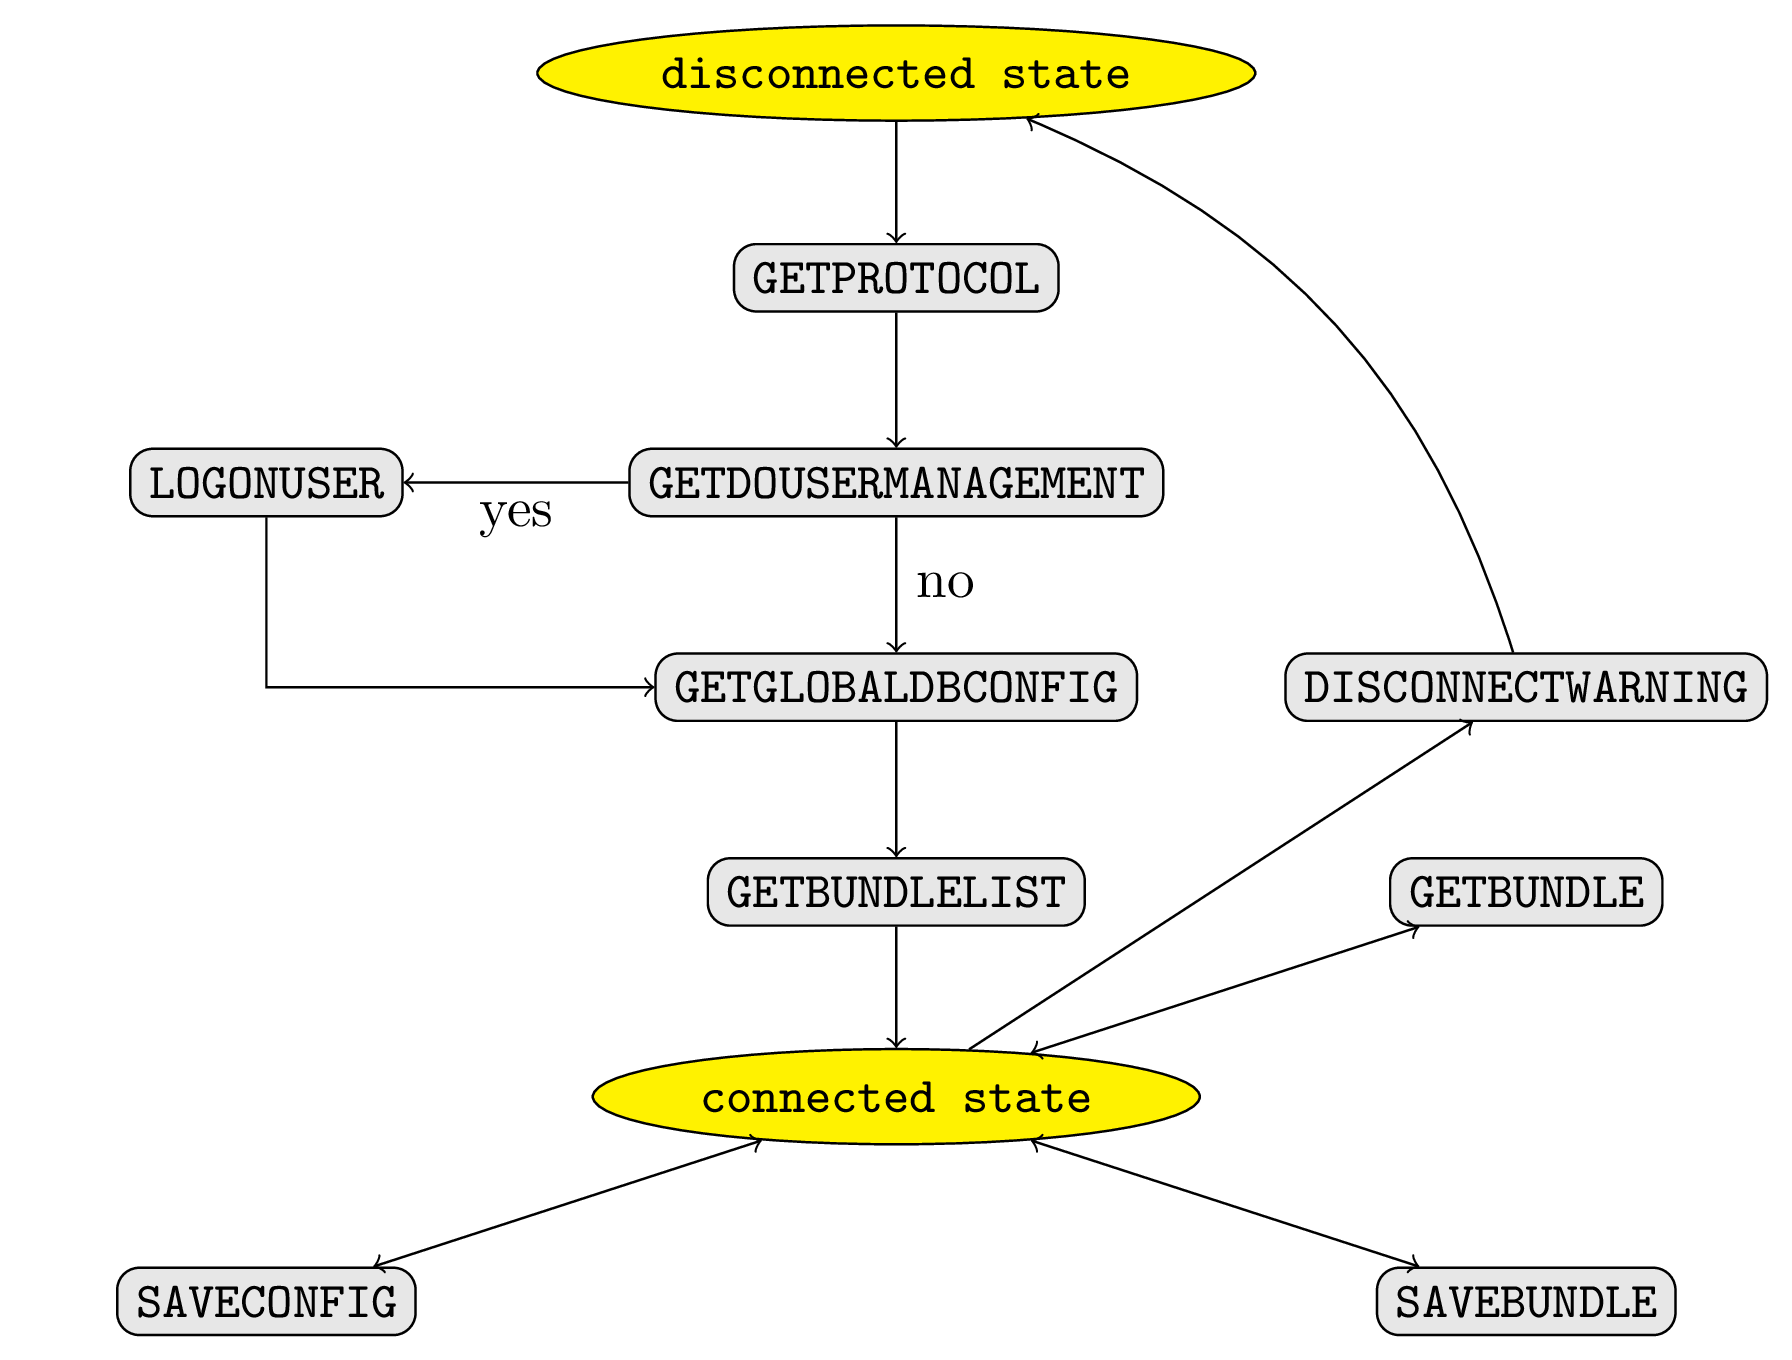 disconnected state
GETPROTOCOL
LOGONUSER
yes
GETDOUSERMANAGEMENT
no
GETGLOBALDBCONFIG
DISCONNECTWARNING
GETBUNDLELIST
GETBUNDLE
connected state
SAVECONFIG
SAVEBUNDLE